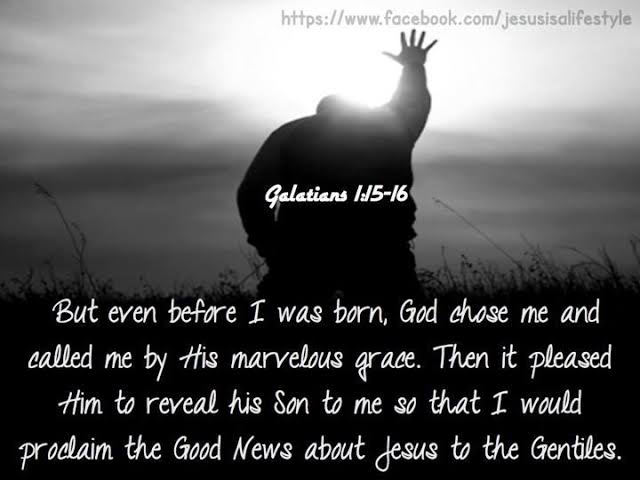 https://www.facebook.com/jesusisalifestyle
Galatians 1:15-16
But even before I was born, God chose me and
called me by His marvelous grace. Then it pleased
Him to reveal his Son to me so that I would
proclaim the Good News about Jesus to the Gentiles.